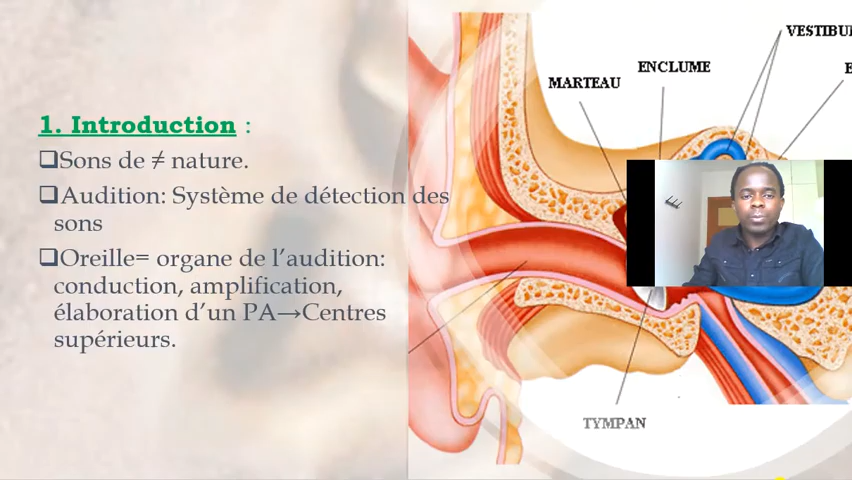 1. Introduction :
❑Sons de ≠ nature.
❑Audition: Système de détection des
sons
❑Oreille= organe de l’audition:
conduction, amplification,
élaboration d’un PA→Centres
supérieurs.
VESTIBU
ENCLUME
MARTEAU
E
TYMPAN